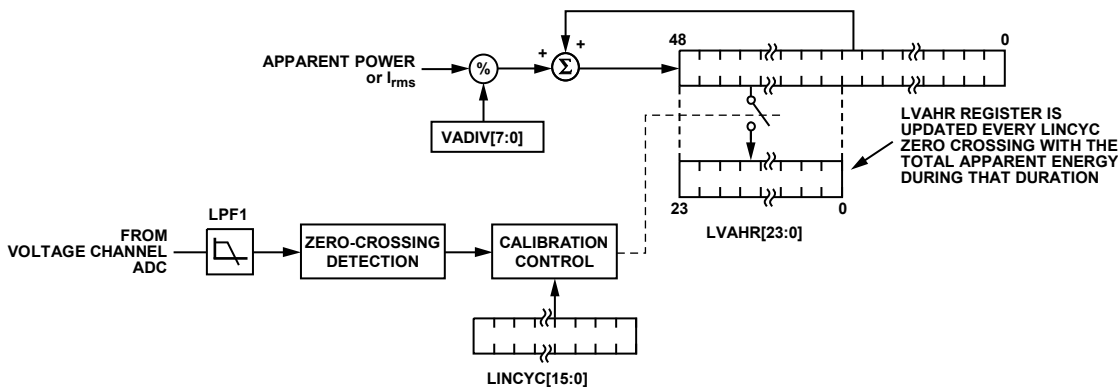 48
0
+
+
APPARENT POWER
or Irms
%
Σ
VADIV[7:0]
LVAHR REGISTER IS
UPDATED EVERY LINCYC
ZERO CROSSING WITH THE
TOTAL APPARENT ENERGY
DURING THAT DURATION
23
0
LVAHR[23:0]
LPF1
FROM
VOLTAGE CHANNEL
ADC
ZERO-CROSSING
DETECTION
CALIBRATION
CONTROL
LINCYC[15:0]